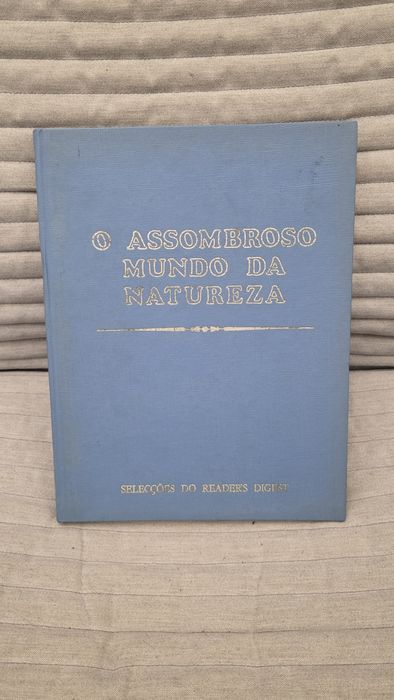 O ASSOMBROSO
MUNDO DA
NATUREZA
SELECÇÕES DO READER'S DIGEST